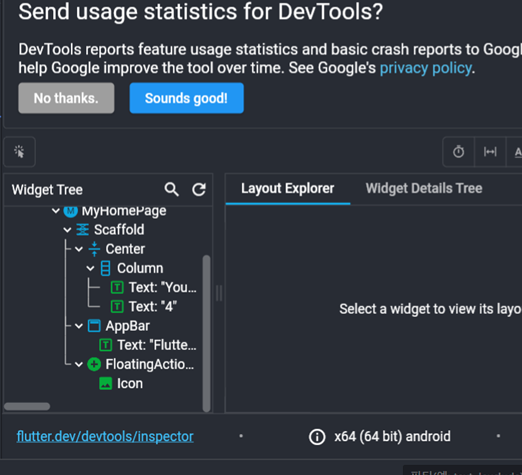 Send usage statistics for DevTools?
DevTools reports feature usage statistics and basic crash reports to Goog
help Google improve the tool over time. See Google's privacy policy.
No thanks.
Sounds good!
Widget Tree
Layout Explorer
Widget Details Tree
MyHomePage
Scaffold
Center
Column
Text: "You...
Text: "4"
AppBar
Text: "Flutte...
FloatingActio...
Icon
Select a widget to view its layo
flutter.dev/devtools/inspector
x64 (64 bit) android